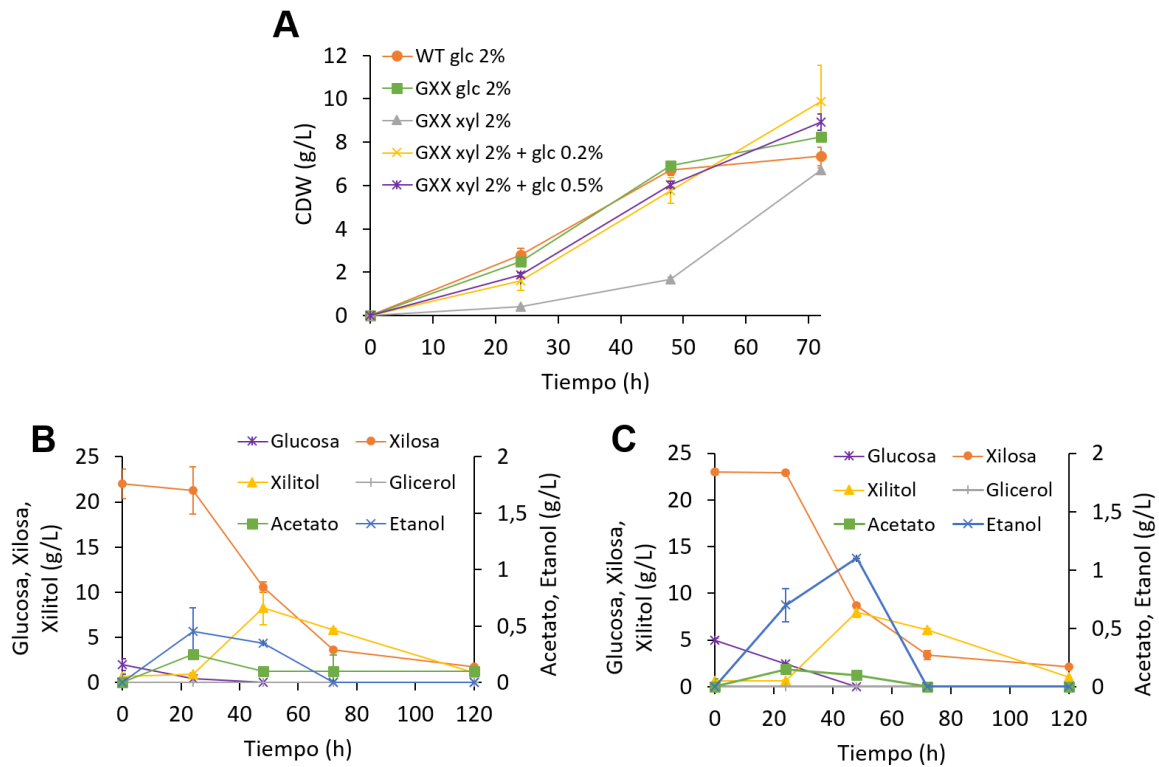 A
WT glc 2%
GXX glc 2%
GXX xyl 2%
GXX xyl 2% + glc 0.2%
GXX xyl 2% + glc 0.5%
CDW (g/L)
12
10
8
6
4
2
0
0 10 20 30 40 50 60 70
Tiempo (h)
B
Glucosa Xilosa
Xilitol Glicerol
Acetato Etanol
Glucosa, Xilosa,
Xilitol (g/L)
25
20
15
10
5
0
2
1,5
1
0,5
0
Acetato, Etanol (g/L)
0 20 40 60 80 100 120
Tiempo (h)
C
Glucosa Xilosa
Xilitol Glicerol
Acetato Etanol
Glucosa, Xilosa,
Xilitol (g/L)
25
20
15
10
5
0
2
1,5
1
0,5
0
Acetato, Etanol (g/L)
0 20 40 60 80 100 120
Tiempo (h)